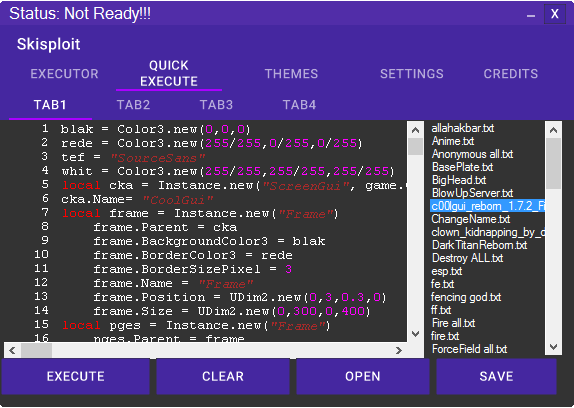 Status: Not Ready!!!
– X
Skisploit
EXECUTOR
QUICK
EXECUTE
THEMES
SETTINGS
CREDITS
TAB1
TAB2
TAB3
TAB4
1 blak = Color3.new(0,0,0)
2 rede = Color3.new(255/255,0/255,0/255)
3 tef = "SourceSans"
4 whit = Color3.new(255/255,255/255,255/255)
5 local cka = Instance.new("ScreenGui", game.
6 cka.Name= "CoolGui"
7 local frame = Instance.new("Frame")
8 frame.Parent = cka
9 frame.BackgroundColor3 = blak
10 frame.BorderColor3 = rede
11 frame.BorderSizePixel = 3
12 frame.Name = "Frame"
13 frame.Position = UDim2.new(0,3,0.3,0)
14 frame.Size = UDim2.new(0,300,0,400)
15 local pges = Instance.new("Frame")
16 pges.Parent = frame
allahakbar.txt
Anime.txt
Anonymous all.txt
BasePlate.txt
BigHead.txt
BlowUpServer.txt
c00lgui_reborn_1.7.2_Fi
ChangeName.txt
clown_kidnapping_by_c
DarkTitanReborn.txt
Destroy ALL.txt
esp.txt
fe.txt
fencing god.txt
ff.txt
Fire all.txt
fire.txt
ForceField all.txt
EXECUTE
CLEAR
OPEN
SAVE